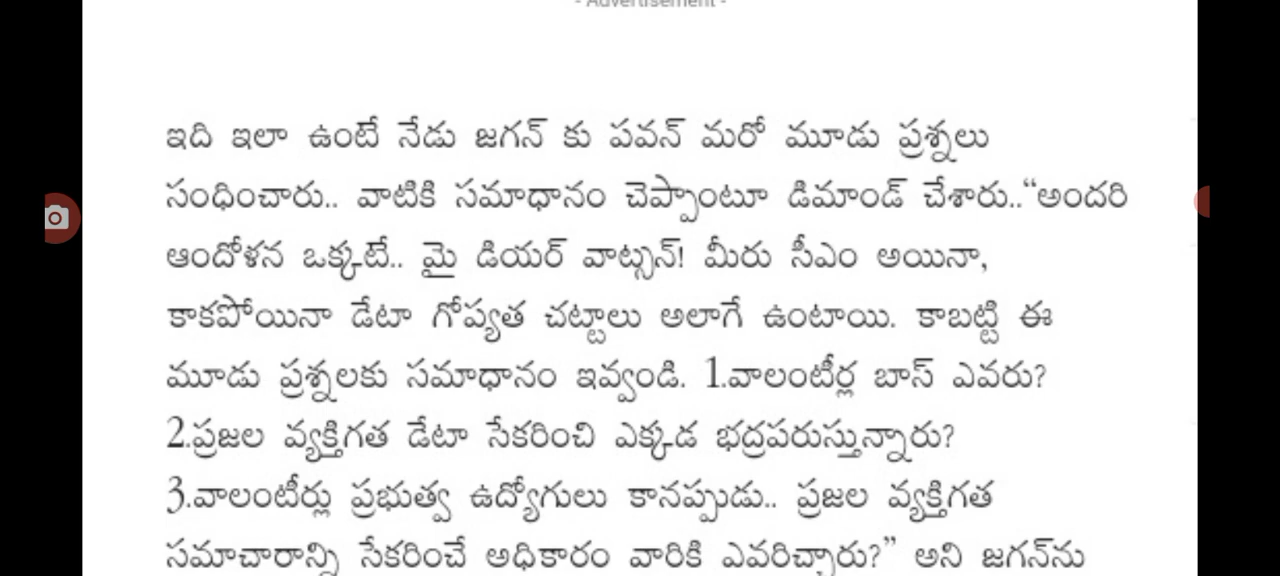 - Advertisement -
ఇది ఇలా ఉంటే నేడు జగన్ కు పవన్ మరో మూడు ప్రశ్నలు
సంధించారు.. వాటికి సమాధానం చెప్పాంటూ డిమాండ్ చేశారు..“అందరి
ఆందోళన ఒక్కటే.. మై డియర్ వాట్సన్! మీరు సీఎం అయినా,
కాకపోయినా డేటా గోప్యత చట్టాలు అలాగే ఉంటాయి. కాబట్టి ఈ
మూడు ప్రశ్నలకు సమాధానం ఇవ్వండి. 1.వాలంటీర్ల బాస్ ఎవరు?
2.ప్రజల వ్యక్తిగత డేటా సేకరించి ఎక్కడ భద్రపరుస్తున్నారు?
3.వాలంటీర్లు ప్రభుత్వ ఉద్యోగులు కానప్పుడు.. ప్రజల వ్యక్తిగత
సమాచారాన్ని సేకరించే అధికారం వారికి ఎవరిచ్చారు?” అని జగన్‌ను